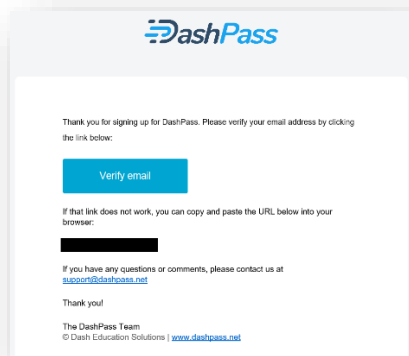 DashPass
Thank you for signing up for DashPass. Please verify your email address by clicking
the link below:
Verify email
If that link does not work, you can copy and paste the URL below into your
browser:
If you have any questions or comments, please contact us at
support@dashpass.net
Thank you!
The DashPass Team
© Dash Education Solutions | www.dashpass.net